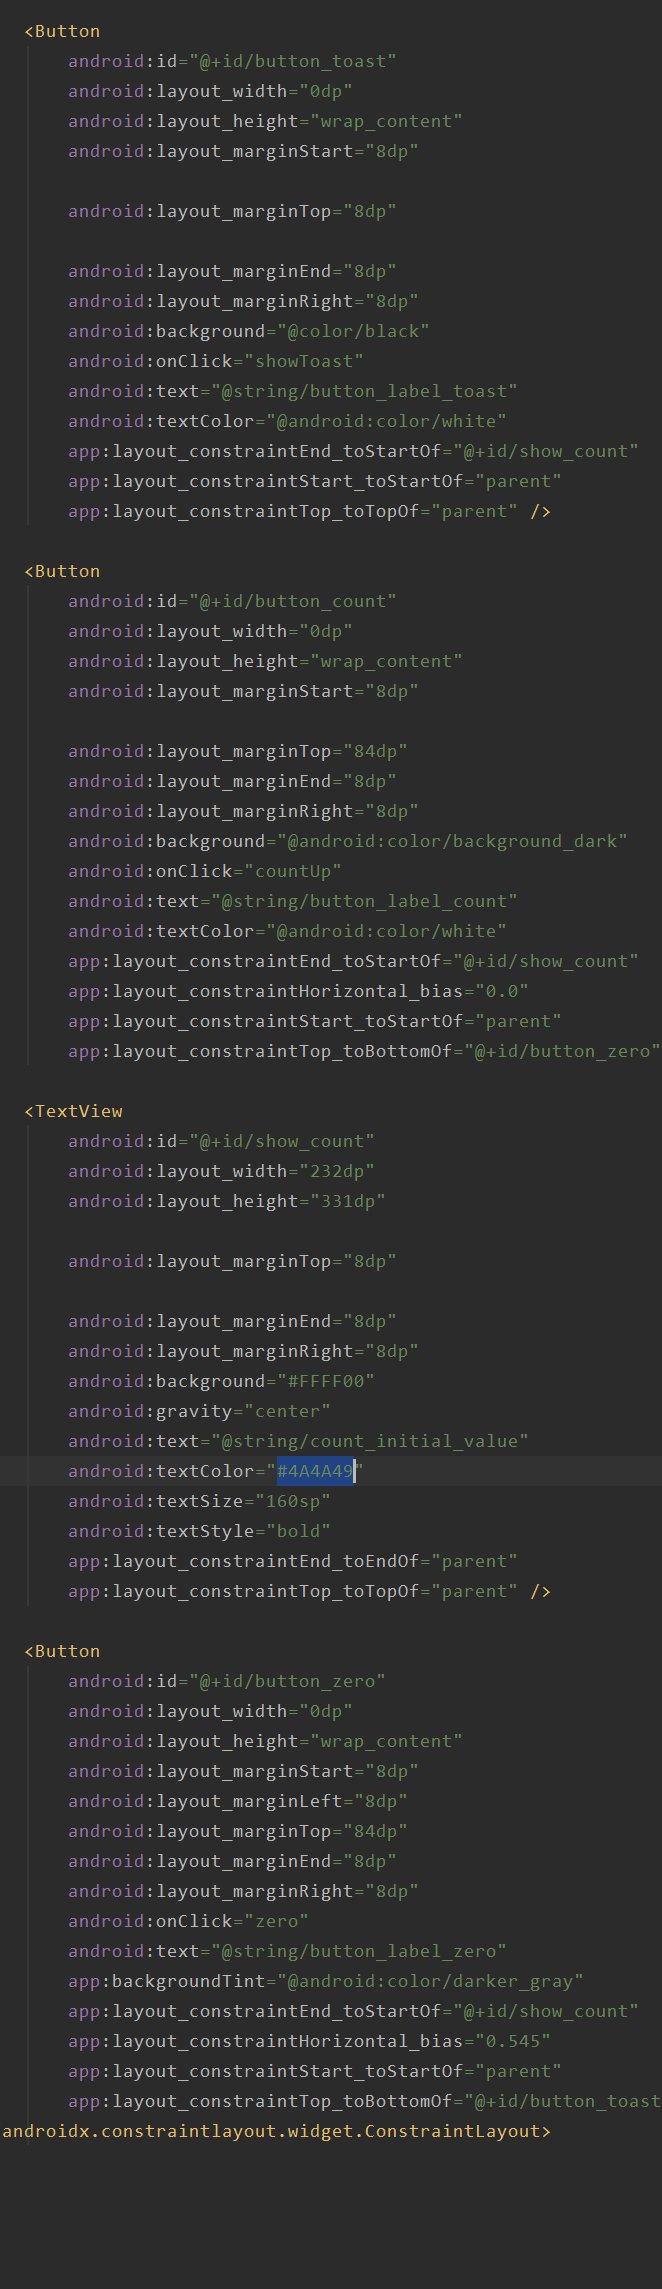 <Button
android:id="@+id/button_toast"
android:layout_width="0dp"
android:layout_height="wrap_content"
android:layout_marginStart="8dp"
android:layout_marginTop="8dp"
android:layout_marginEnd="8dp"
android:layout_marginRight="8dp"
android:background="@color/black"
android:onClick="showToast"
android:text="@string/button_label_toast"
android:textColor="@android:color/white"
app:layout_constraintEnd_toStartOf="@+id/show_count"
app:layout_constraintStart_toStartOf="parent"
app:layout_constraintTop_toTopOf="parent" />
<Button
android:id="@+id/button_count"
android:layout_width="0dp"
android:layout_height="wrap_content"
android:layout_marginStart="8dp"
android:layout_marginTop="84dp"
android:layout_marginEnd="8dp"
android:layout_marginRight="8dp"
android:background="@android:color/background_dark"
android:onClick="countUp"
android:text="@string/button_label_count"
android:textColor="@android:color/white"
app:layout_constraintEnd_toStartOf="@+id/show_count"
app:layout_constraintHorizontal_bias="0.0"
app:layout_constraintStart_toStartOf="parent"
app:layout_constraintTop_toBottomOf="@+id/button_zero"
<TextView
android:id="@+id/show_count"
android:layout_width="232dp"
android:layout_height="331dp"
android:layout_marginTop="8dp"
android:layout_marginEnd="8dp"
android:layout_marginRight="8dp"
android:background="#FFFF00"
android:gravity="center"
android:text="@string/count_initial_value"
android:textColor="#4A4A49"
android:textSize="160sp"
android:textStyle="bold"
app:layout_constraintEnd_toEndOf="parent"
app:layout_constraintTop_toTopOf="parent" />
<Button
android:id="@+id/button_zero"
android:layout_width="0dp"
android:layout_height="wrap_content"
android:layout_marginStart="8dp"
android:layout_marginLeft="8dp"
android:layout_marginTop="84dp"
android:layout_marginEnd="8dp"
android:layout_marginRight="8dp"
android:onClick="zero"
android:text="@string/button_label_zero"
app:backgroundTint="@android:color/darker_gray"
app:layout_constraintEnd_toStartOf="@+id/show_count"
app:layout_constraintHorizontal_bias="0.545"
app:layout_constraintStart_toStartOf="parent"
app:layout_constraintTop_toBottomOf="@+id/button_toast
androidx.constraintlayout.widget.ConstraintLayout>